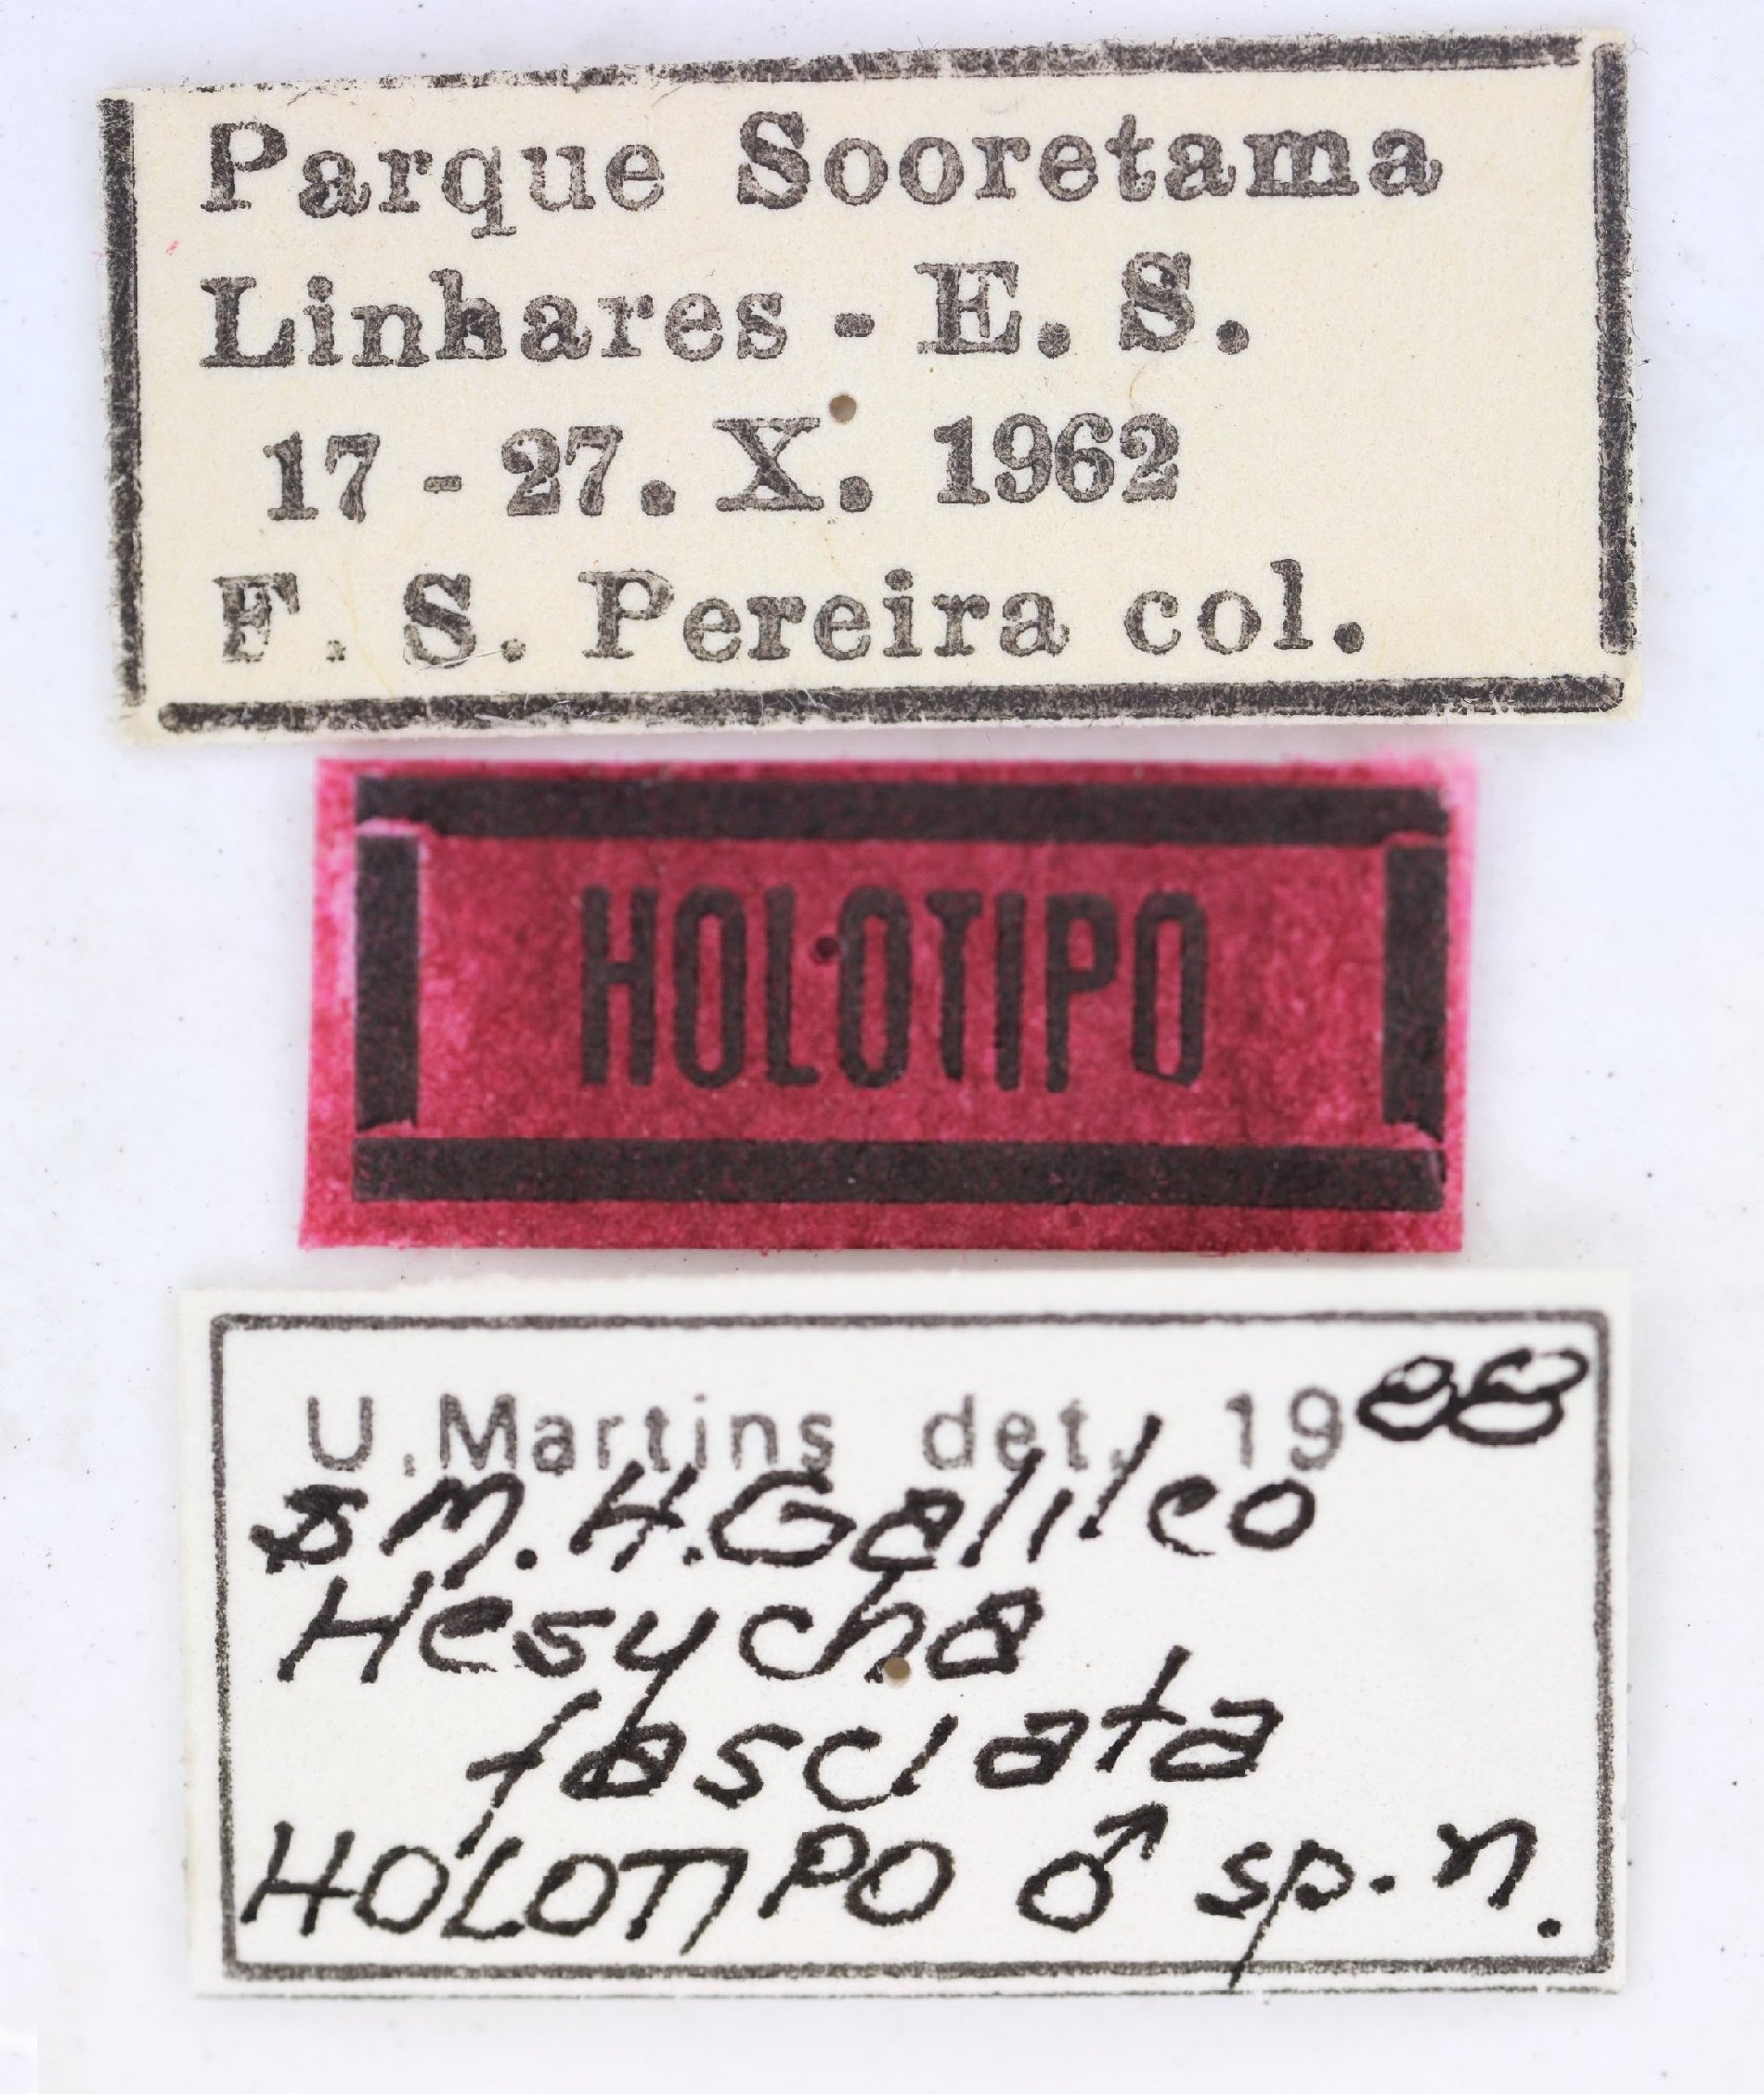 Parque Sooretama
Linhares - E. S.
17 - 27. X. 1962
F. S. Pereira col.
HOLOTIPO
U. Martins det. 1988
& M. H. Galileo
Hesycha
fasciata
HOLOTIPO ♂ sp. n.